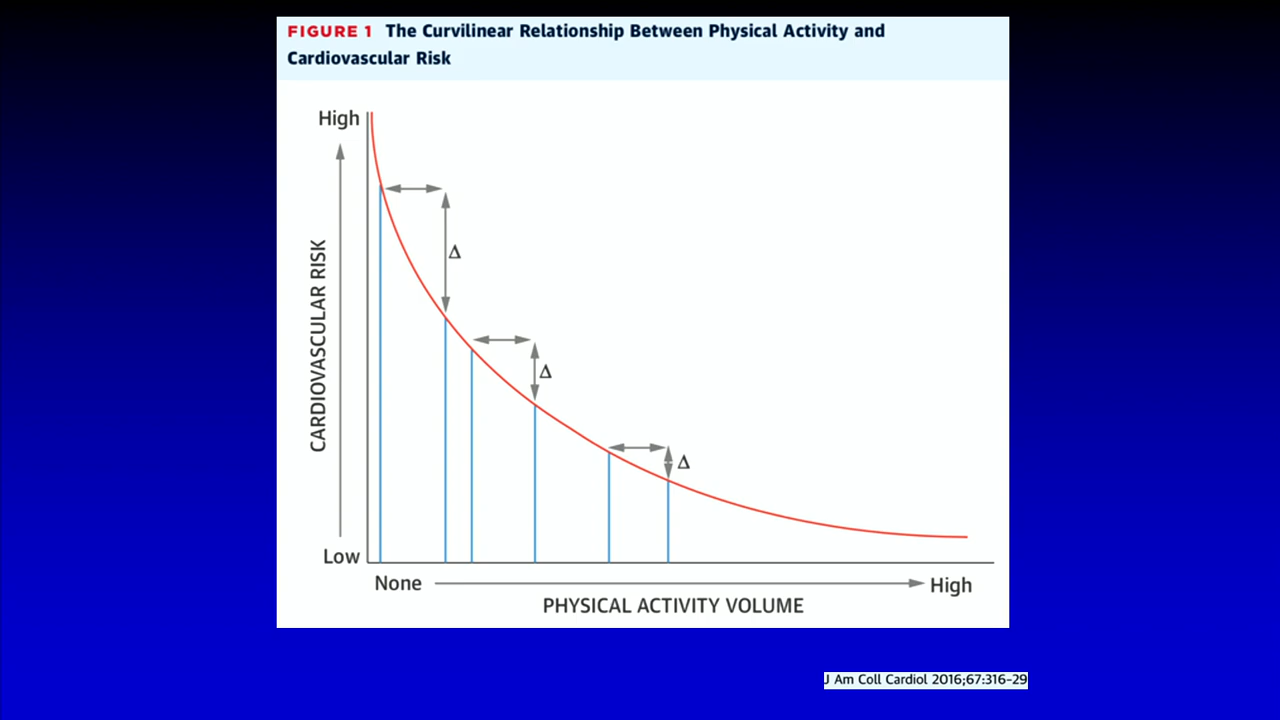 FIGURE 1 The Curvilinear Relationship Between Physical Activity and
Cardiovascular Risk
High
CARDIOVASCULAR RISK
Δ
Δ
Δ
Low
None
High
PHYSICAL ACTIVITY VOLUME
J Am Coll Cardiol 2016;67:316–29